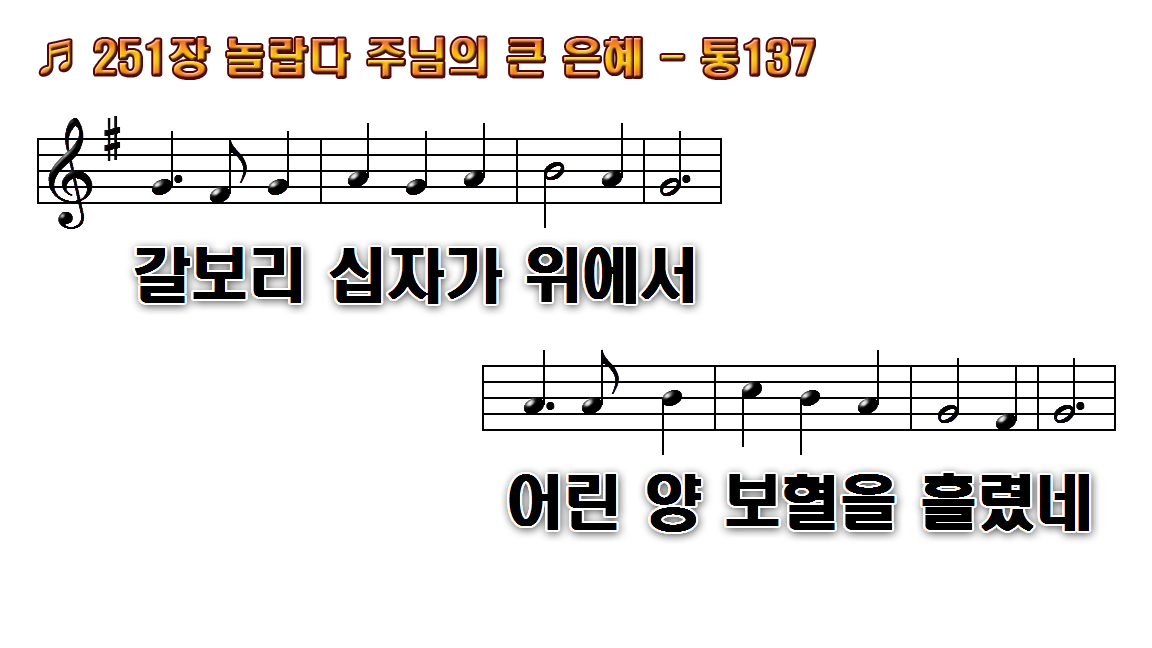 ♬ 251장 놀랍다 주님의 큰 은혜 - 통137
갈보리 십자가 위에서
어린 양 보혈을 흘렸네